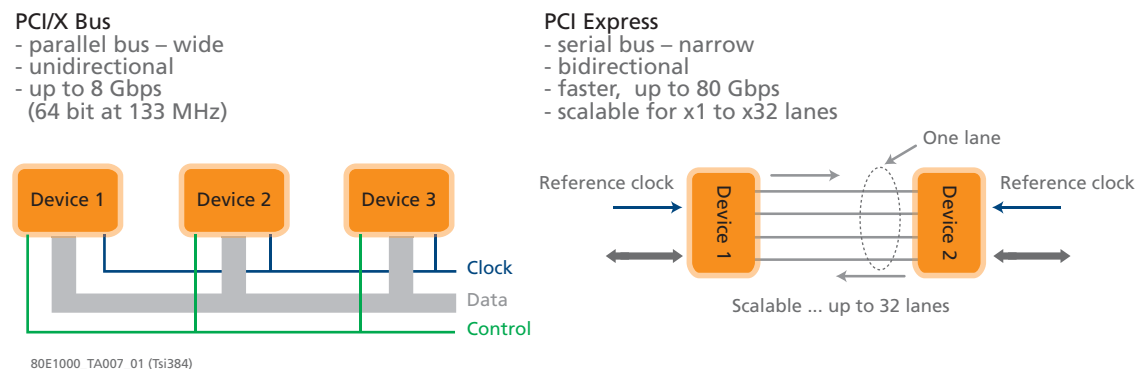 PCI/X Bus
- parallel bus – wide
- unidirectional
- up to 8 Gbps
(64 bit at 133 MHz)
Device 1
Device 2
Device 3
Clock
Data
Control
80E1000_TA007_01 (Tsi384)
PCI Express
- serial bus – narrow
- bidirectional
- faster,  up to 80 Gbps
- scalable for x1 to x32 lanes
One lane
Reference clock
Device 1
Device 2
Reference clock
Scalable ... up to 32 lanes